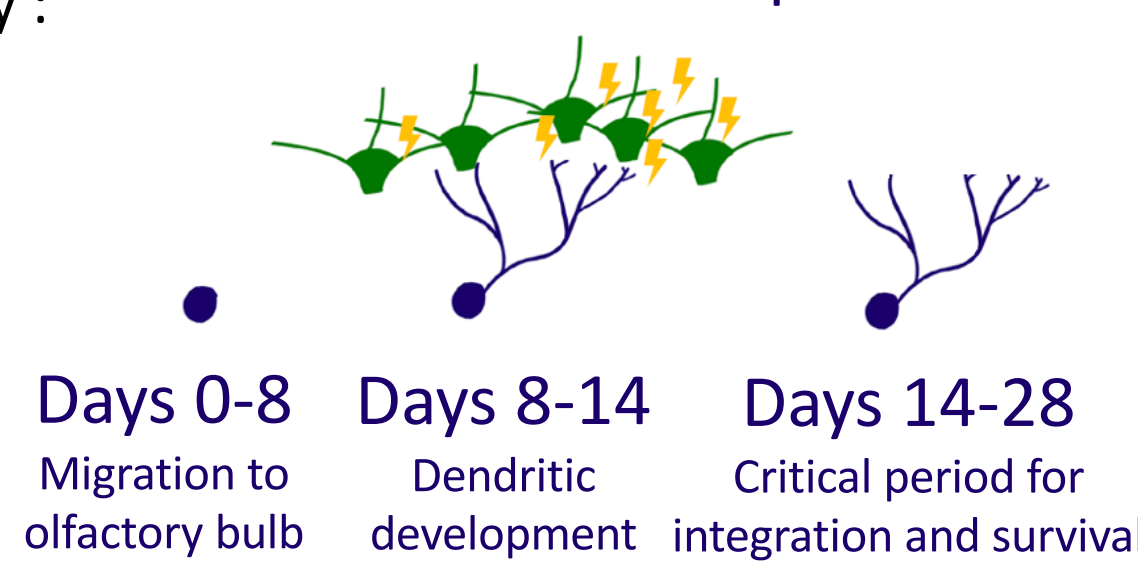 Days 0-8
Migration to
olfactory bulb
Days 8-14
Dendritic
development
Days 14-28
Critical period for
integration and surviva